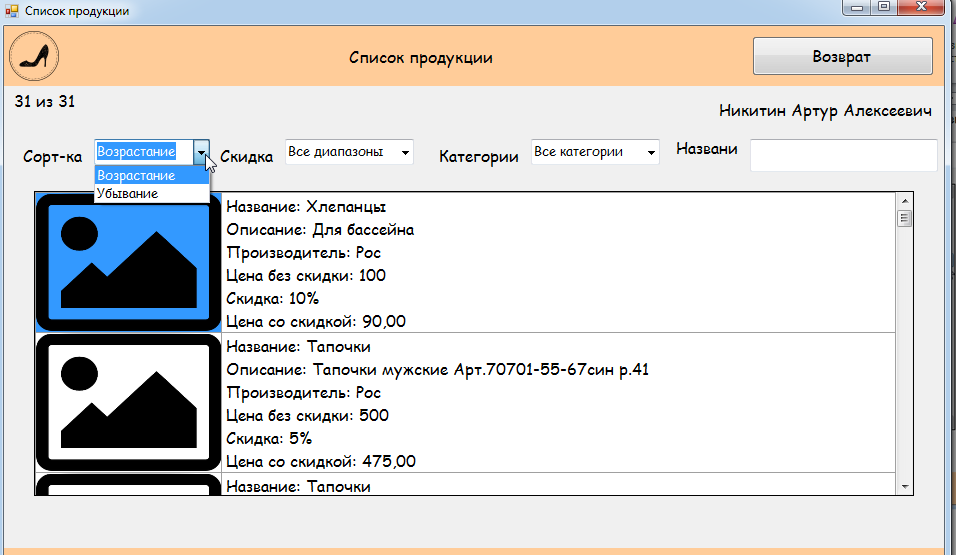 Список продукции
Список продукции
Возврат
31 из 31
Никитин Артур Алексеевич
Сорт-ка
Возрастание
Скидка
Все диапазоны
Категории
Все категории
Названи
Возрастание
Убывание
Название: Хлепанцы
Описание: Для бассейна
Производитель: Рос
Цена без скидки: 100
Скидка: 10%
Цена со скидкой: 90,00
Название: Тапочки
Описание: Тапочки мужские Арт.70701-55-67син р.41
Производитель: Рос
Цена без скидки: 500
Скидка: 5%
Цена со скидкой: 475,00
Название: Тапочки